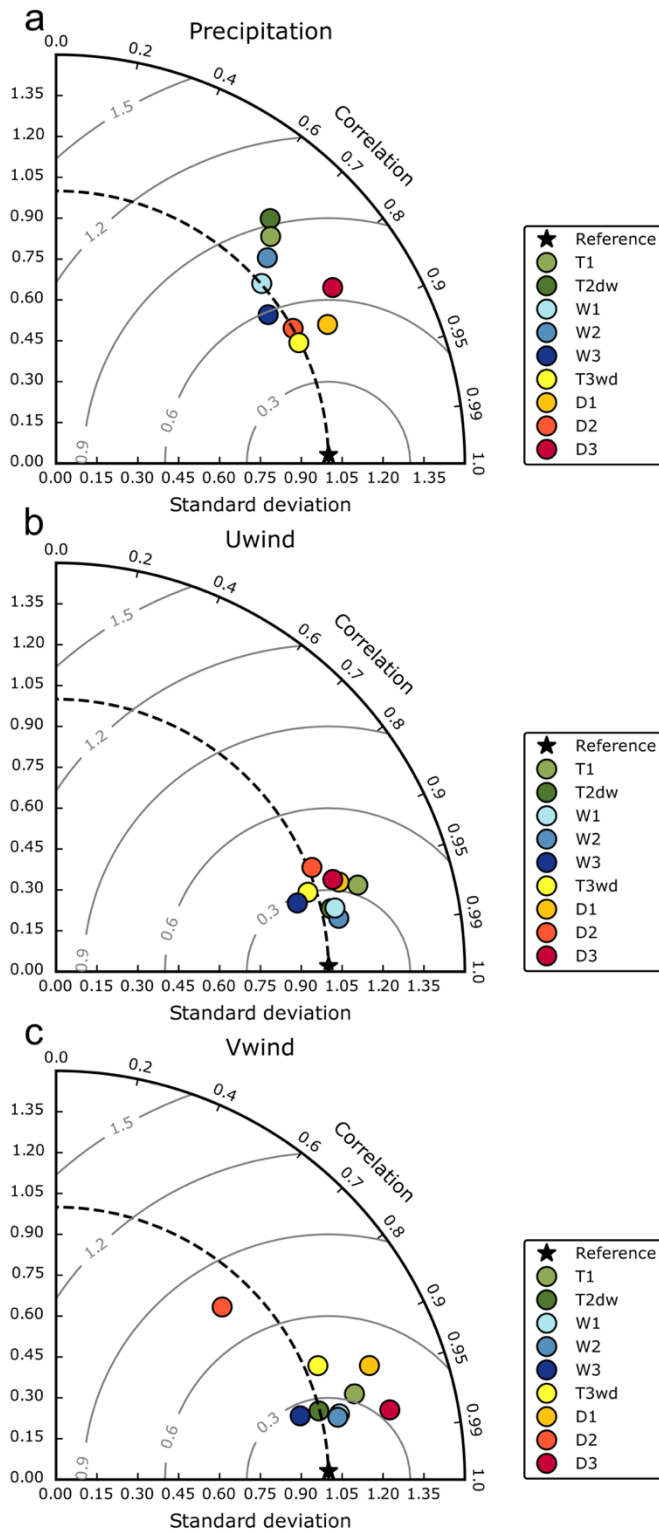 a
Precipitation
0.0
0.2
0.4
0.6
0.7
0.8
0.9
0.95
0.99
1.0
Correlation
1.35
1.20
1.05
0.90
0.75
0.60
0.45
0.30
0.15
0.00
1.5
1.2
0.9
0.6
0.3
0.00 0.15 0.30 0.45 0.60 0.75 0.90 1.05 1.20 1.35
Standard deviation
Reference
T1
T2dw
W1
W2
W3
T3wd
D1
D2
D3
b
Uwind
0.0
0.2
0.4
0.6
0.7
0.8
0.9
0.95
0.99
1.0
Correlation
1.35
1.20
1.05
0.90
0.75
0.60
0.45
0.30
0.15
0.00
1.5
1.2
0.9
0.6
0.3
0.00 0.15 0.30 0.45 0.60 0.75 0.90 1.05 1.20 1.35
Standard deviation
Reference
T1
T2dw
W1
W2
W3
T3wd
D1
D2
D3
c
Vwind
0.0
0.2
0.4
0.6
0.7
0.8
0.9
0.95
0.99
1.0
Correlation
1.35
1.20
1.05
0.90
0.75
0.60
0.45
0.30
0.15
0.00
1.5
1.2
0.9
0.6
0.3
0.00 0.15 0.30 0.45 0.60 0.75 0.90 1.05 1.20 1.35
Standard deviation
Reference
T1
T2dw
W1
W2
W3
T3wd
D1
D2
D3